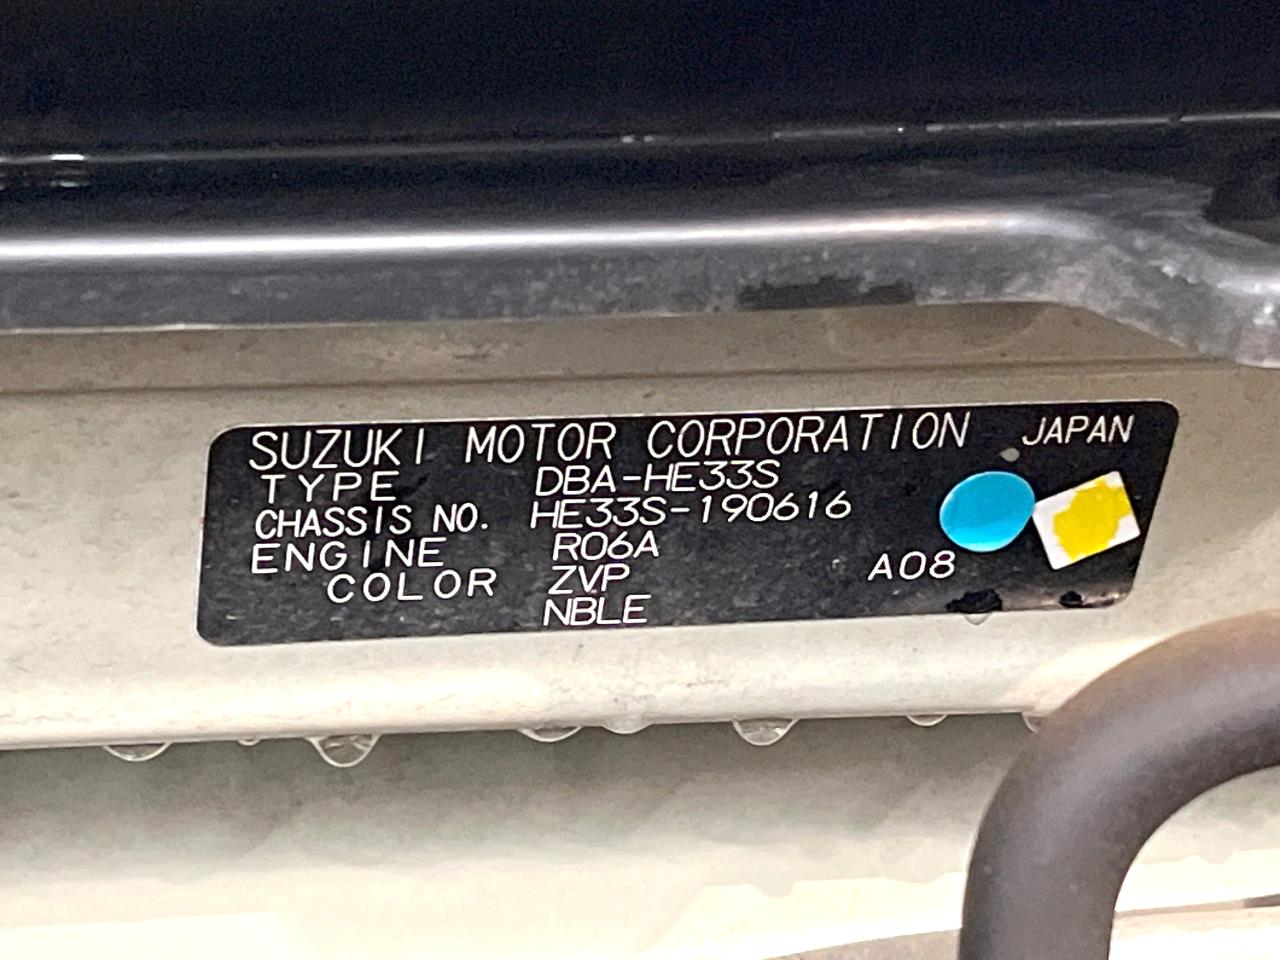 SUZUKI MOTOR CORPORATION JAPAN
TYPE DBA-HE33S
CHASSIS NO. HE33S-190616
ENGINE R06A
COLOR ZVP A08
NBLE